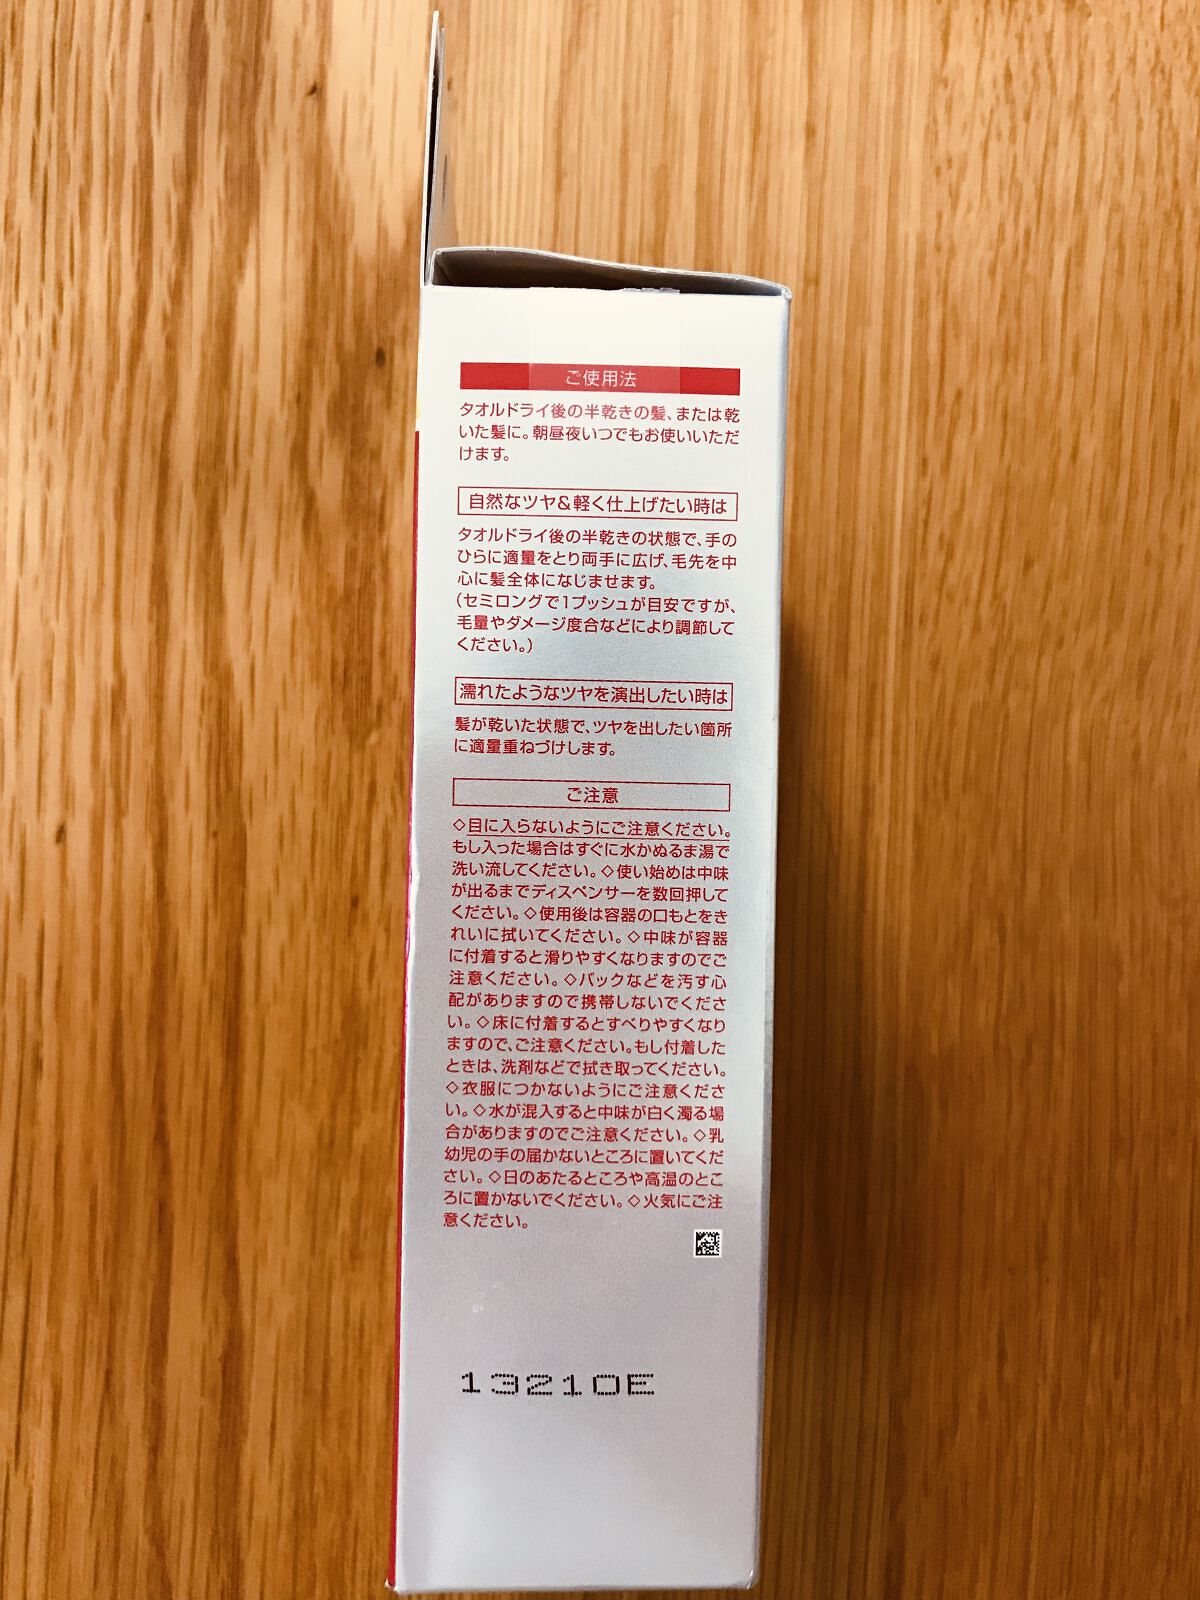 ご使用法
タオルドライ後の半乾きの髪、または乾
いた髪に。朝昼夜いつでもお使いいただ
けます。
自然なツヤ&軽く仕上げたい時は
タオルドライ後の半乾きの状態で、手の
ひらに適量をとり両手に広げ、毛先を中
心に髪全体になじませます。
(セミロングで1プッシュが目安ですが、
毛量やダメージ度合などにより調節して
ください。)
濡れたようなツヤを演出したい時は
髪が乾いた状態で、ツヤを出したい箇所
に適量重ねづけします。
ご注意
◇目に入らないようにご注意ください。
もし入った場合はすぐに水かぬるま湯で
洗い流してください。◇使い始めは中味
が出るまでディスペンサーを数回押して
ください。◇使用後は容器の口もとをき
れいに拭いてください。◇中味が容器
に付着すると滑りやすくなりますのでご
注意ください。◇バックなどを汚す心
配がありますので携帯しないでくださ
い。◇床に付着するとすべりやすくなり
ますので、ご注意ください。もし付着した
ときは、洗剤などで拭き取ってください。
◇衣服につかないようにご注意くださ
い。◇水が混入すると中味が白く濁る場
合がありますのでご注意ください。◇乳
幼児の手の届かないところに置いてくだ
さい。◇日のあたるところや高温のとこ
ろに置かないでください。◇火気にご注
意ください。
13210E